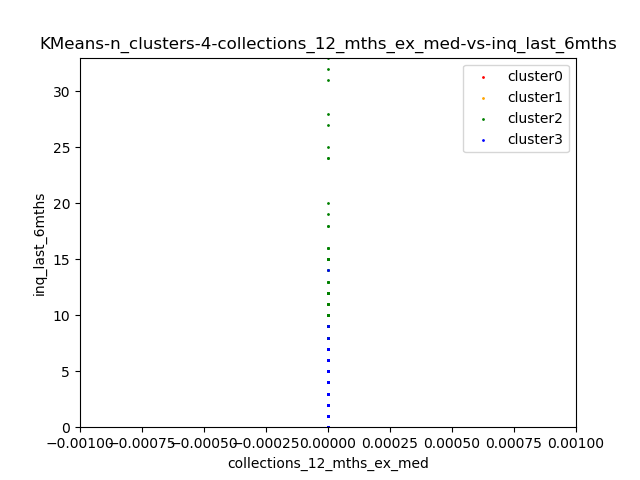 KMeans-n_clusters-4-collections_12_mths_ex_med-vs-inq_last_6mths
cluster0
cluster1
cluster2
cluster3
30
25
20
15
10
5
0
inq_last_6mths
−0.00100 −0.00075 −0.00050 −0.00025 0.00000 0.00025 0.00050 0.00075 0.00100
collections_12_mths_ex_med